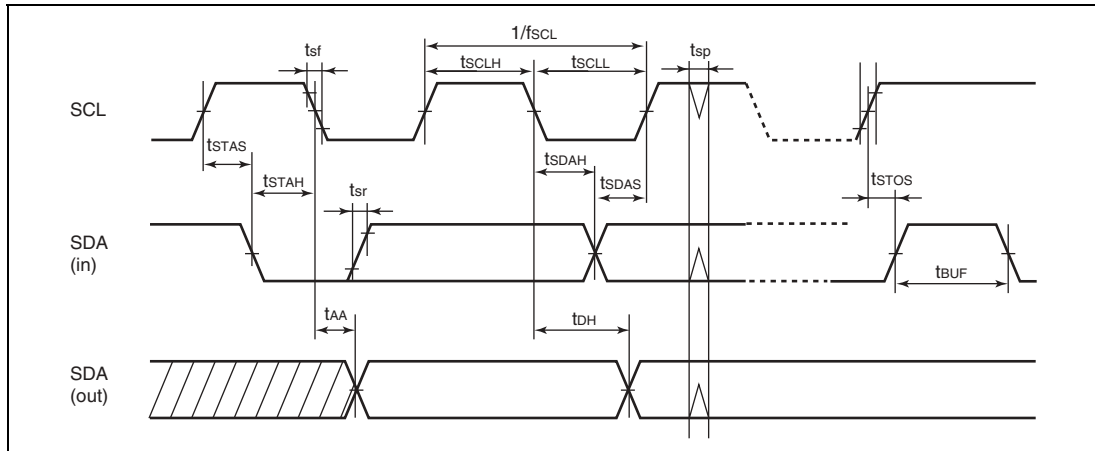 1/fSCL
tsf
tSCLH
tSCLL
tsp
SCL
tSTAS
tSTAH
tsr
tSDAH
tSDAS
tSTOS
SDA
(in)
tBUF
tAA
tDH
SDA
(out)